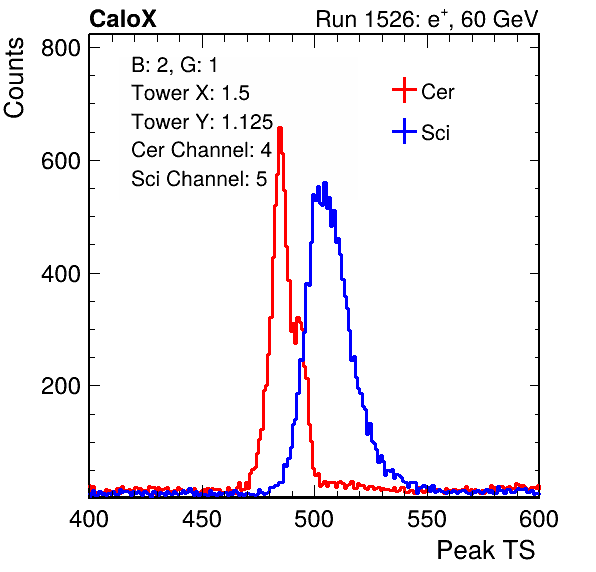 CaloX Run 1526: e⁺, 60 GeV
Counts
800
600
400
200
B: 2, G: 1
Tower X: 1.5
Tower Y: 1.125
Cer Channel: 4
Sci Channel: 5
Cer
Sci
400 450 500 550 600
Peak TS